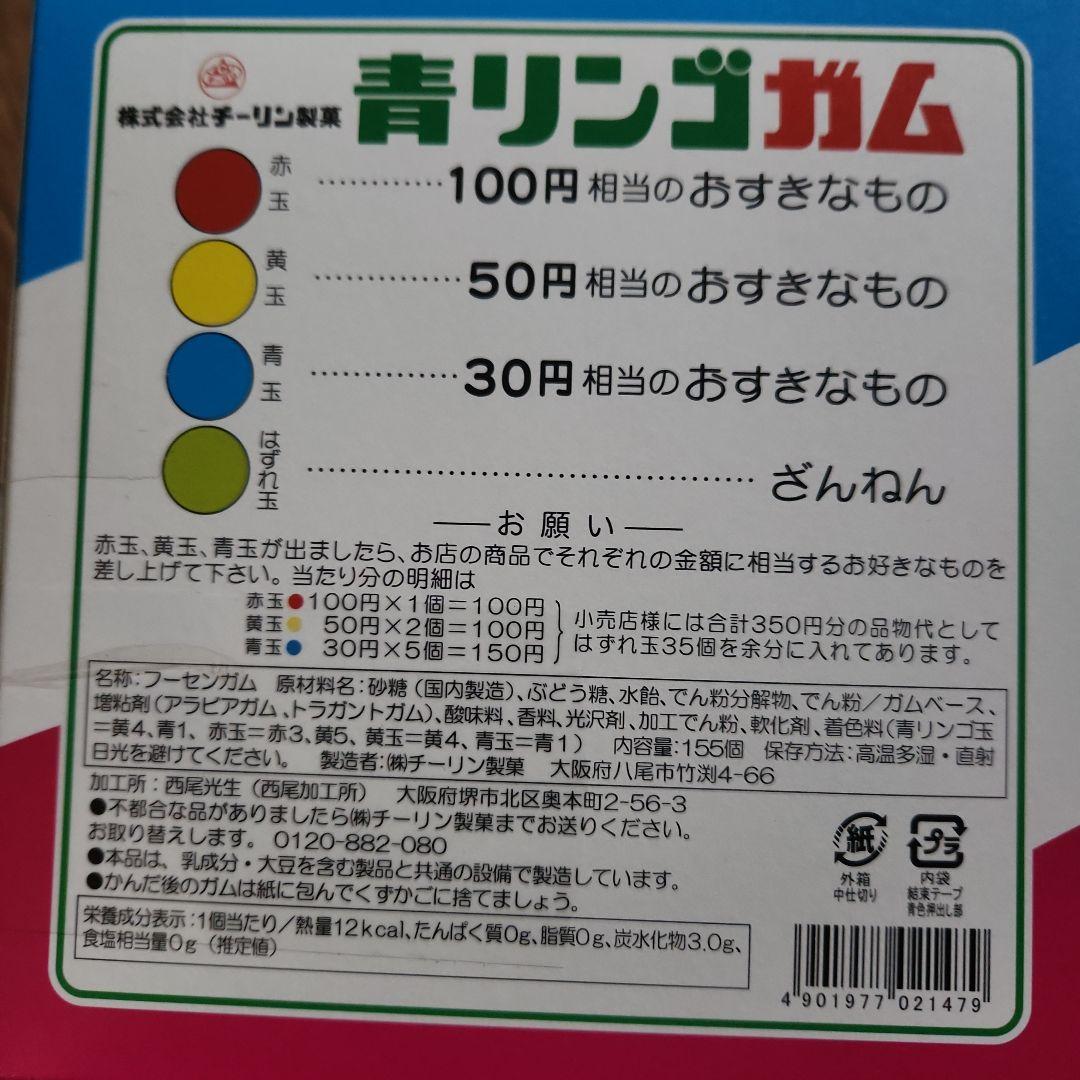 株式会社チーリン製菓
青リンゴガム
赤玉…………100円相当のおすきなもの
黄玉…………50円相当のおすきなもの
青玉…………30円相当のおすきなもの
はずれ玉…………ざんねん
お願い
赤玉、黄玉、青玉が出ましたら、お店の商品でそれぞれの金額に相当するお好きなものを
差し上げて下さい。当たり分の明細は
赤玉●100円×1個=100円
黄玉●50円×2個=100円
青玉●30円×5個=150円
小売店様には合計350円分の品物代として
はずれ玉35個を余分に入れてあります。
名称:フーセンガム 原材料名:砂糖(国内製造)、ぶどう糖、水飴、でん粉分解物、でん粉/ガムベース、
増粘剤(アラビアガム、トラガントガム)、酸味料、香料、光沢剤、加工でん粉、軟化剤、着色料(青リンゴ玉
=黄4、青1、赤玉=赤3、黄5、黄玉=黄4、青玉=青1) 内容量:155個 保存方法:高温多湿・直射
日光を避けてください。 製造者:㈱チーリン製菓 大阪府八尾市竹渕4-66
加工所:西尾光生(西尾加工所) 大阪府堺市北区奥本町2-56-3
●不都合な品がありましたら㈱チーリン製菓までお送りください。
お取り替えします。0120-882-080
●本品は、乳成分・大豆を含む製品と共通の設備で製造しています。
●かんだ後のガムは紙に包んでくずかごに捨てましょう。
紙
外箱
中仕切り
プラ
内袋
結束テープ
青色押出し部
栄養成分表示:1個当たり/熱量12kcal、たんぱく質0g、脂質0g、炭水化物3.0g、
食塩相当量0g(推定値)
4 901977 021479